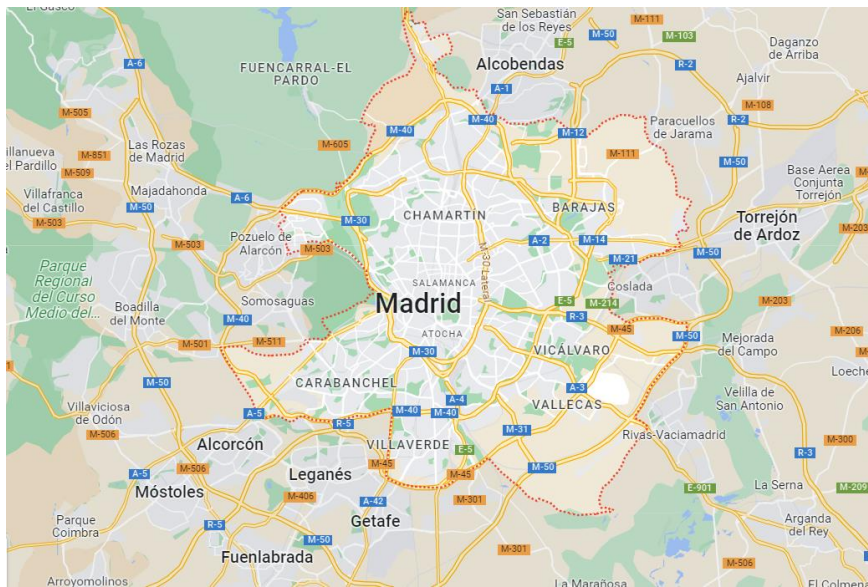 El Gasco
San Sebastián
de los Reyes
M-111
M-50
M-103
E-5
Daganzo
de Arriba
A-6
FUENCARRAL-EL
PARDO
Alcobendas
R-2
Ajalvir
A-1
M-505
M-40
M-40
M-108
Paracuellos
de Jarama
R-2
M-12
M-605
M-111
Las Rozas
de Madrid
M-851
M-509
M-50
Villanueva
el Pardillo
Base Aerea
Conjunta
Torrejón
Majadahonda
Villafranca
del Castillo
A-6
M-503
M-50
M-30
CHAMARTÍN
BARAJAS
Torrejón
de Ardoz
M-203
Pozuelo de
Alarcón
M-503
M-503
A-2
M-14
M-30 Lateral
M-21
M-50
Parque
Regional
del Curso
Medio del...
SALAMANCA
Coslada
Somosaguas
Madrid
E-5
M-214
M-203
Boadilla
del Monte
M-40
R-3
ATOCHA
M-45
M-206
M-501
M-511
M-30
VICÁLVARO
M-50
Mejorada
del Campo
Loeche
M-50
CARABANCHEL
A-3
Velilla de
San Antonio
A-4
VALLECAS
Villaviciosa
de Odón
A-5
M-40
M-40
R-5
M-31
M-506
Alcorcón
VILLAVERDE
E-5
Rivas-Vaciamadrid
M-300
R-3
M-45
M-45
M-50
A-5
M-506
Leganés
Móstoles
M-406
A-42
M-301
E-901
La Serna
M-209
Parque
Coimbra
R-5
Getafe
Arganda
del Rey
M-50
M-301
Fuenlabrada
M-506
Arroyomolinos
La Marañosa
El Colmena